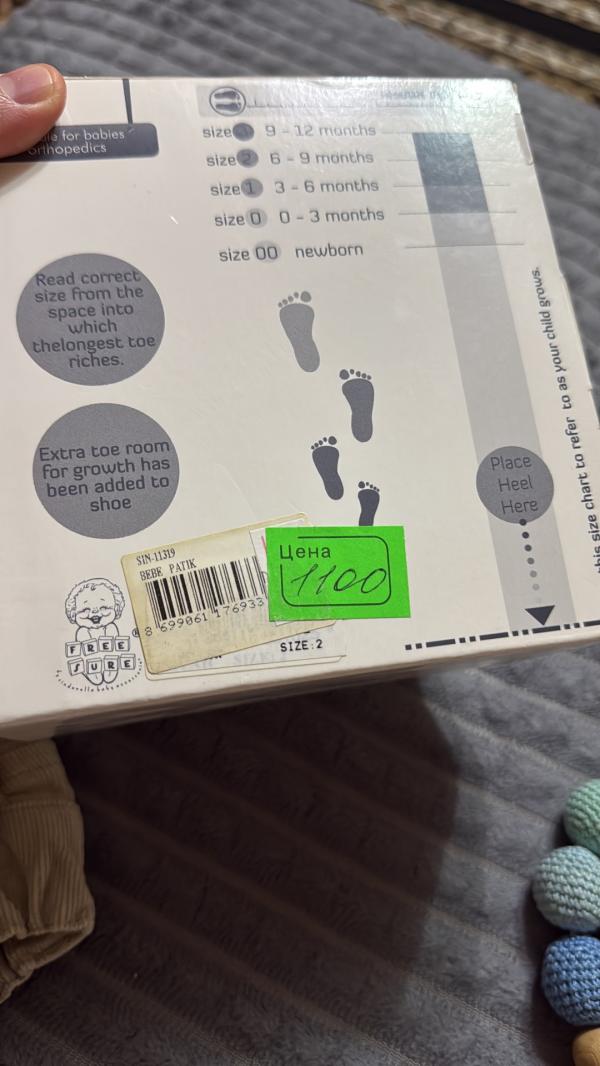 le for babies
orthopedics
size 9 - 12 months
size 2 6 - 9 months
size 1 3 - 6 months
size 0 0 - 3 months
size 00 newborn
Read correct
size from the
space into
which
thelongest toe
riches.
Extra toe room
for growth has
been added to
shoe
Place
Heel
Here
this size chart to refer to as your child grows.
SIN-11319
BEBE PATIK
8 699061 176933
Цена
1100
SIZE:2
FREE
SURE